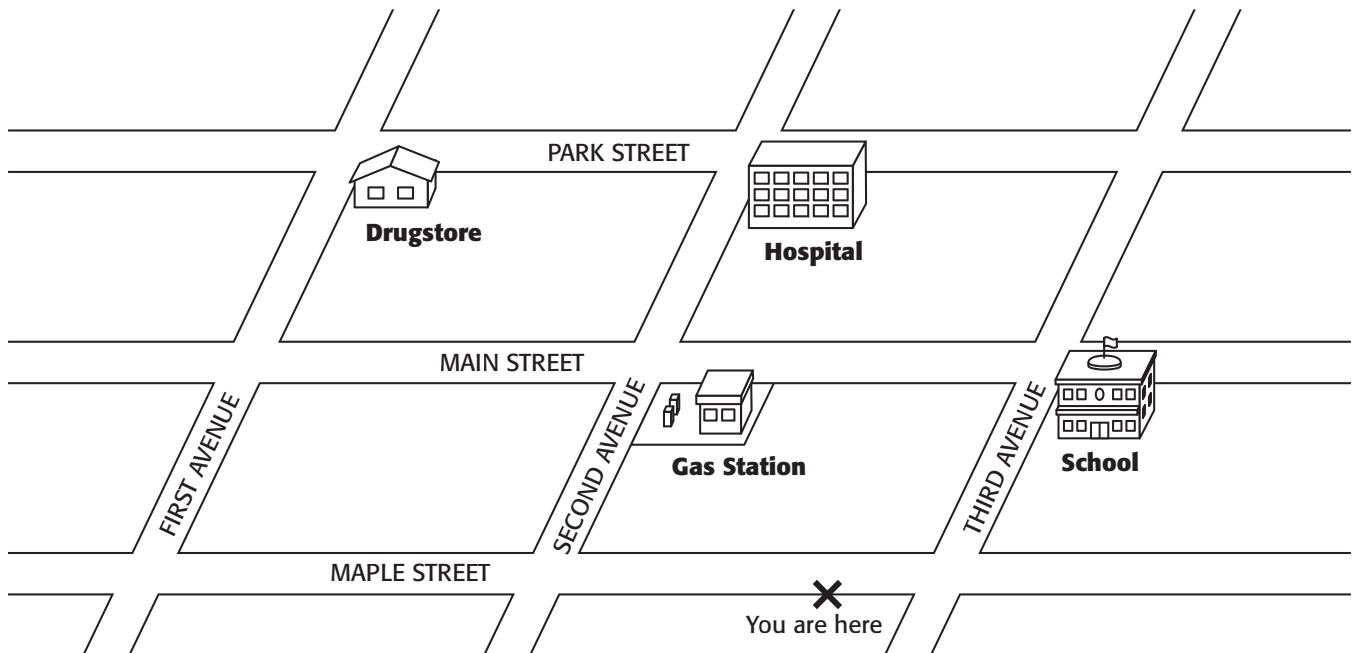 PARK STREET
Drugstore
Hospital
MAIN STREET
FIRST AVENUE
SECOND AVENUE
Gas Station
THIRD AVENUE
School
MAPLE STREET
You are here